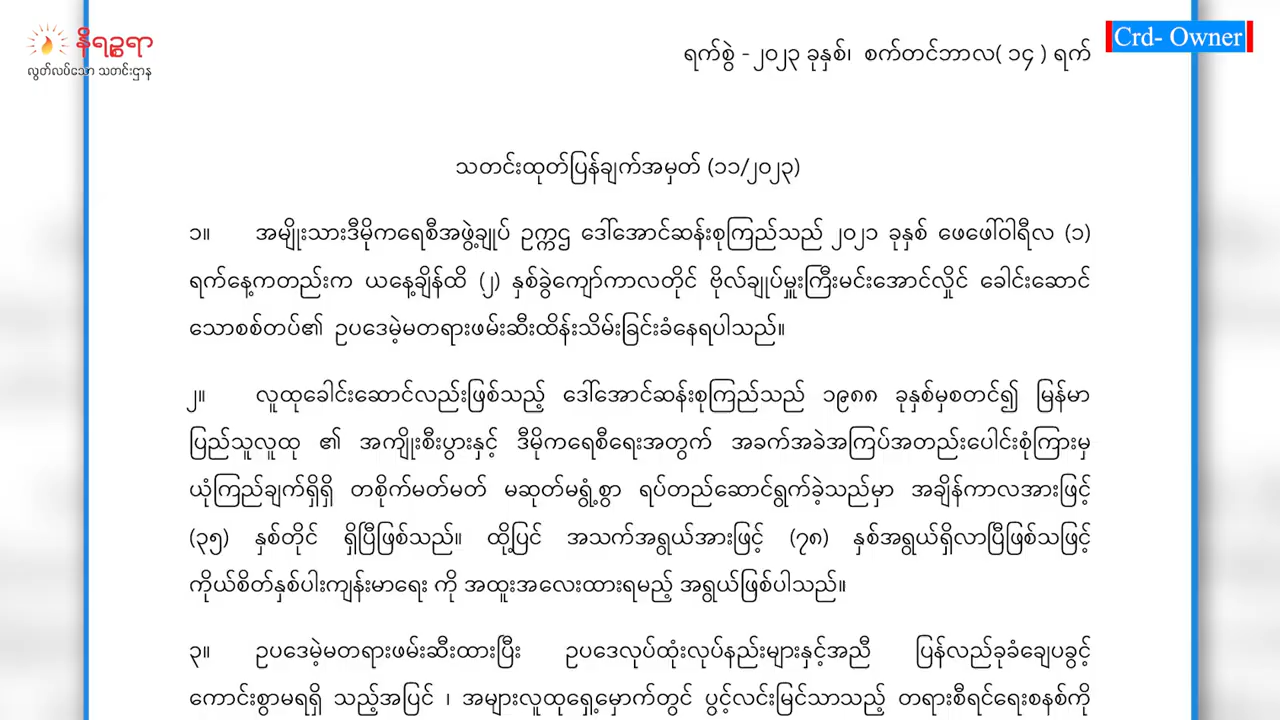 နိရဉ္စရာ
လွတ်လပ်သော သတင်းဌာန
Crd- Owner
ရက်စွဲ -၂၀၂၃ ခုနှစ်၊ စက်တင်ဘာလ( ၁၄ ) ရက်
သတင်းထုတ်ပြန်ချက်အမှတ် (၁၁/၂၀၂၃)
၁။ အမျိုးသားဒီမိုကရေစီအဖွဲ့ချုပ် ဥက္ကဌ ဒေါ်အောင်ဆန်းစုကြည်သည် ၂၀၂၁ ခုနှစ် ဖေဖေါ်ဝါရီလ (၁)
ရက်နေ့ကတည်းက ယနေ့ချိန်ထိ (၂) နှစ်ခွဲကျော်ကာလတိုင် ဗိုလ်ချုပ်မှူးကြီးမင်းအောင်လှိုင် ခေါင်းဆောင်
သောစစ်တပ်၏ ဥပဒေမဲ့မတရားဖမ်းဆီးထိန်းသိမ်းခြင်းခံနေရပါသည်။
၂။ လူထုခေါင်းဆောင်လည်းဖြစ်သည့် ဒေါ်အောင်ဆန်းစုကြည်သည် ၁၉၈၈ ခုနှစ်မှစတင်၍ မြန်မာ
ပြည်သူလူထု ၏ အကျိုးစီးပွားနှင့် ဒီမိုကရေစီရေးအတွက် အခက်အခဲအကြပ်အတည်းပေါင်းစုံကြားမှ
ယုံကြည်ချက်ရှိရှိ တစိုက်မတ်မတ် မဆုတ်မရွံ့စွာ ရပ်တည်ဆောင်ရွက်ခဲ့သည်မှာ အချိန်ကာလအားဖြင့်
(၃၅) နှစ်တိုင် ရှိပြီဖြစ်သည်။ ထို့ပြင် အသက်အရွယ်အားဖြင့် (၇၈) နှစ်အရွယ်ရှိလာပြီဖြစ်သဖြင့်
ကိုယ်စိတ်နှစ်ပါးကျန်းမာရေး ကို အထူးအလေးထားရမည့် အရွယ်ဖြစ်ပါသည်။
၃။ ဥပဒေမဲ့မတရားဖမ်းဆီးထားပြီး ဥပဒေလုပ်ထုံးလုပ်နည်းများနှင့်အညီ ပြန်လည်ခုခံချေပခွင့်
ကောင်းစွာမရရှိ သည့်အပြင် ၊ အများလူထုရှေ့မှောက်တွင် ပွင့်လင်းမြင်သာသည့် တရားစီရင်ရေးစနစ်ကို